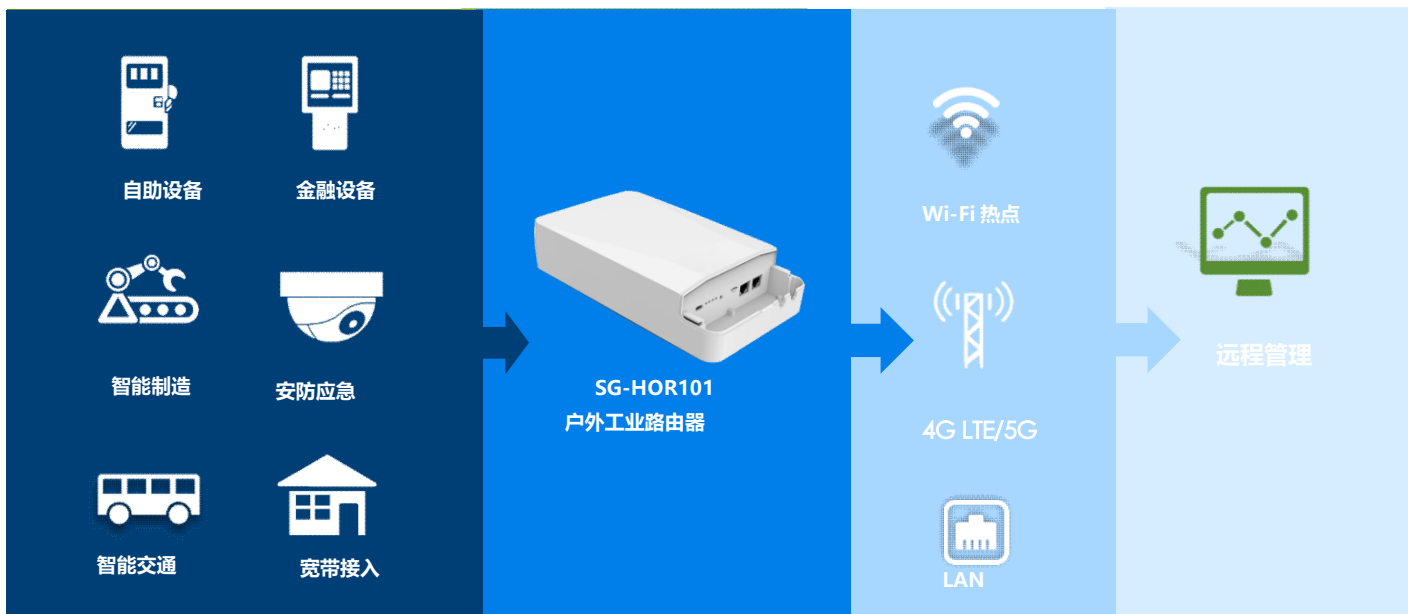 自助设备
金融设备
智能制造
安防应急
智能交通
宽带接入
SG-HOR101
户外工业路由器
Wi-Fi 热点
4G LTE/5G
LAN
远程管理